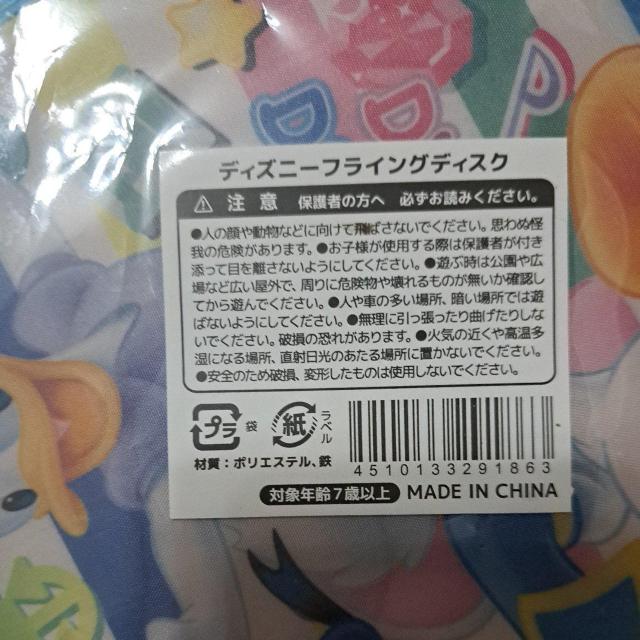 D D
ディズニーフライングディスク
⚠ 注意 保護者の方へ 必ずお読みください。
●人の顔や動物などに向けて飛ばさないでください。思わぬ怪
我の危険があります。●お子様が使用する際は保護者が付き
添って目を離さないようにしてください。●遊ぶ時は公園や広
場など広い屋外で、周りに危険物や壊れるものが無いか確認し
てから遊んでください。●人や車の多い場所、暗い場所では遊
ばないようにしてください。●無理に引っ張ったり曲げたりしな
いでください。破損の恐れがあります。●火気の近くや高温多
湿になる場所、直射日光のあたる場所に置かないでください。
●安全のため破損、変形したものは使用しないでください。
プラ 袋 紙 ラベル
材質：ポリエステル、鉄
4510133291863
対象年齢7歳以上 MADE IN CHINA